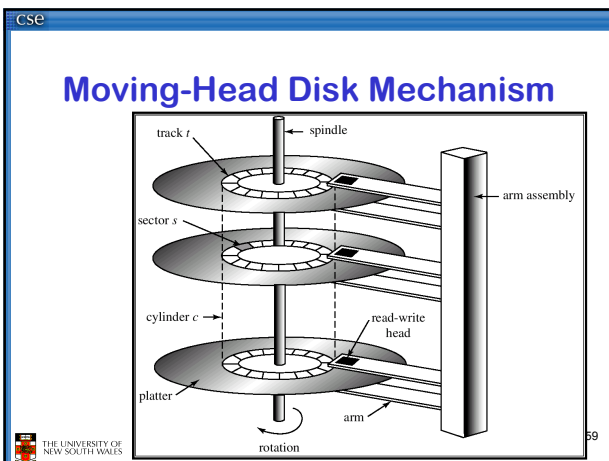 cse
Moving-Head Disk Mechanism
track t
spindle
arm assembly
sector s
cylinder c
read-write
head
platter
arm
rotation
THE UNIVERSITY OF
NEW SOUTH WALES
59